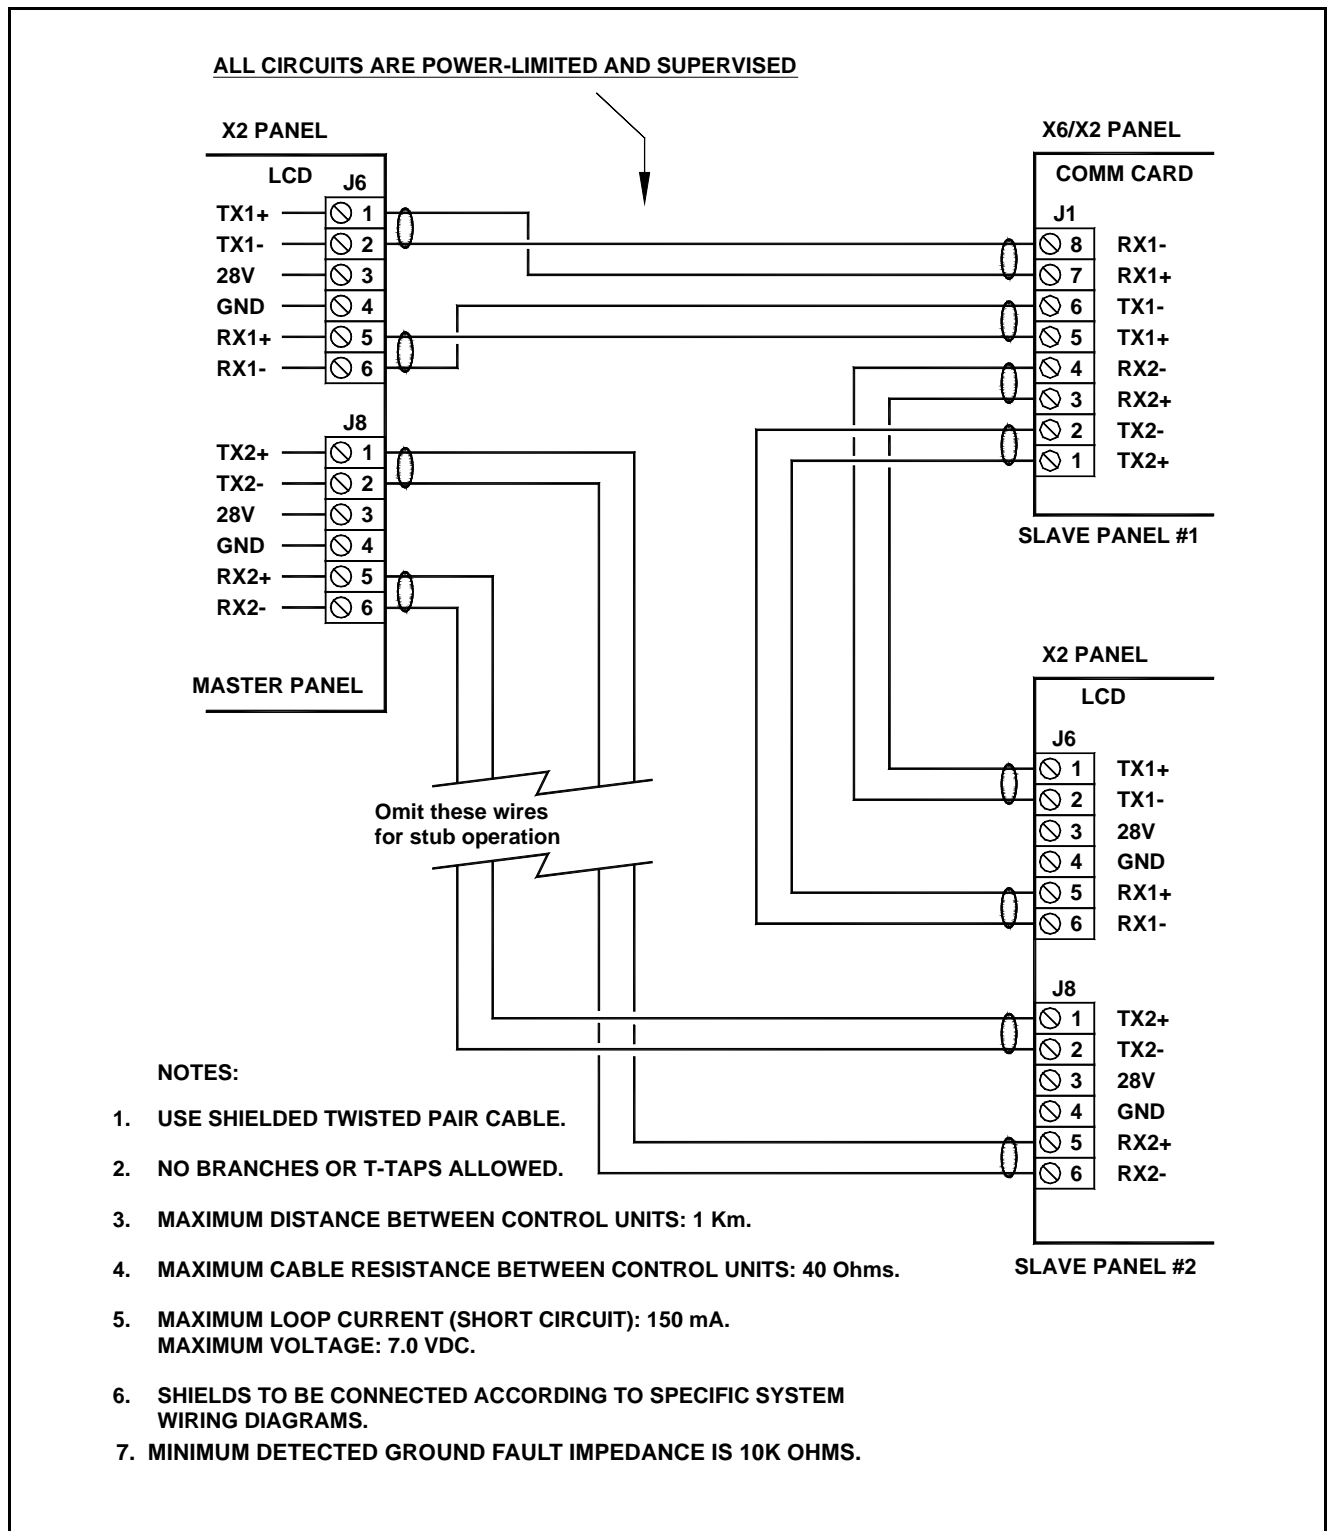 ALL CIRCUITS ARE POWER-LIMITED AND SUPERVISED
X2 PANEL
LCD J6
TX1+ 1
TX1- 2
28V 3
GND 4
RX1+ 5
RX1- 6
J8
TX2+ 1
TX2- 2
28V 3
GND 4
RX2+ 5
RX2- 6
MASTER PANEL
X6/X2 PANEL
COMM CARD
J1
8 RX1-
7 RX1+
6 TX1-
5 TX1+
4 RX2-
3 RX2+
2 TX2-
1 TX2+
SLAVE PANEL #1
X2 PANEL
LCD
J6
1 TX1+
2 TX1-
3 28V
4 GND
5 RX1+
6 RX1-
J8
1 TX2+
2 TX2-
3 28V
4 GND
5 RX2+
6 RX2-
SLAVE PANEL #2
Omit these wires
for stub operation
NOTES:
1. USE SHIELDED TWISTED PAIR CABLE.
2. NO BRANCHES OR T-TAPS ALLOWED.
3. MAXIMUM DISTANCE BETWEEN CONTROL UNITS: 1 Km.
4. MAXIMUM CABLE RESISTANCE BETWEEN CONTROL UNITS: 40 Ohms.
5. MAXIMUM LOOP CURRENT (SHORT CIRCUIT): 150 mA.
MAXIMUM VOLTAGE: 7.0 VDC.
6. SHIELDS TO BE CONNECTED ACCORDING TO SPECIFIC SYSTEM
WIRING DIAGRAMS.
7. MINIMUM DETECTED GROUND FAULT IMPEDANCE IS 10K OHMS.